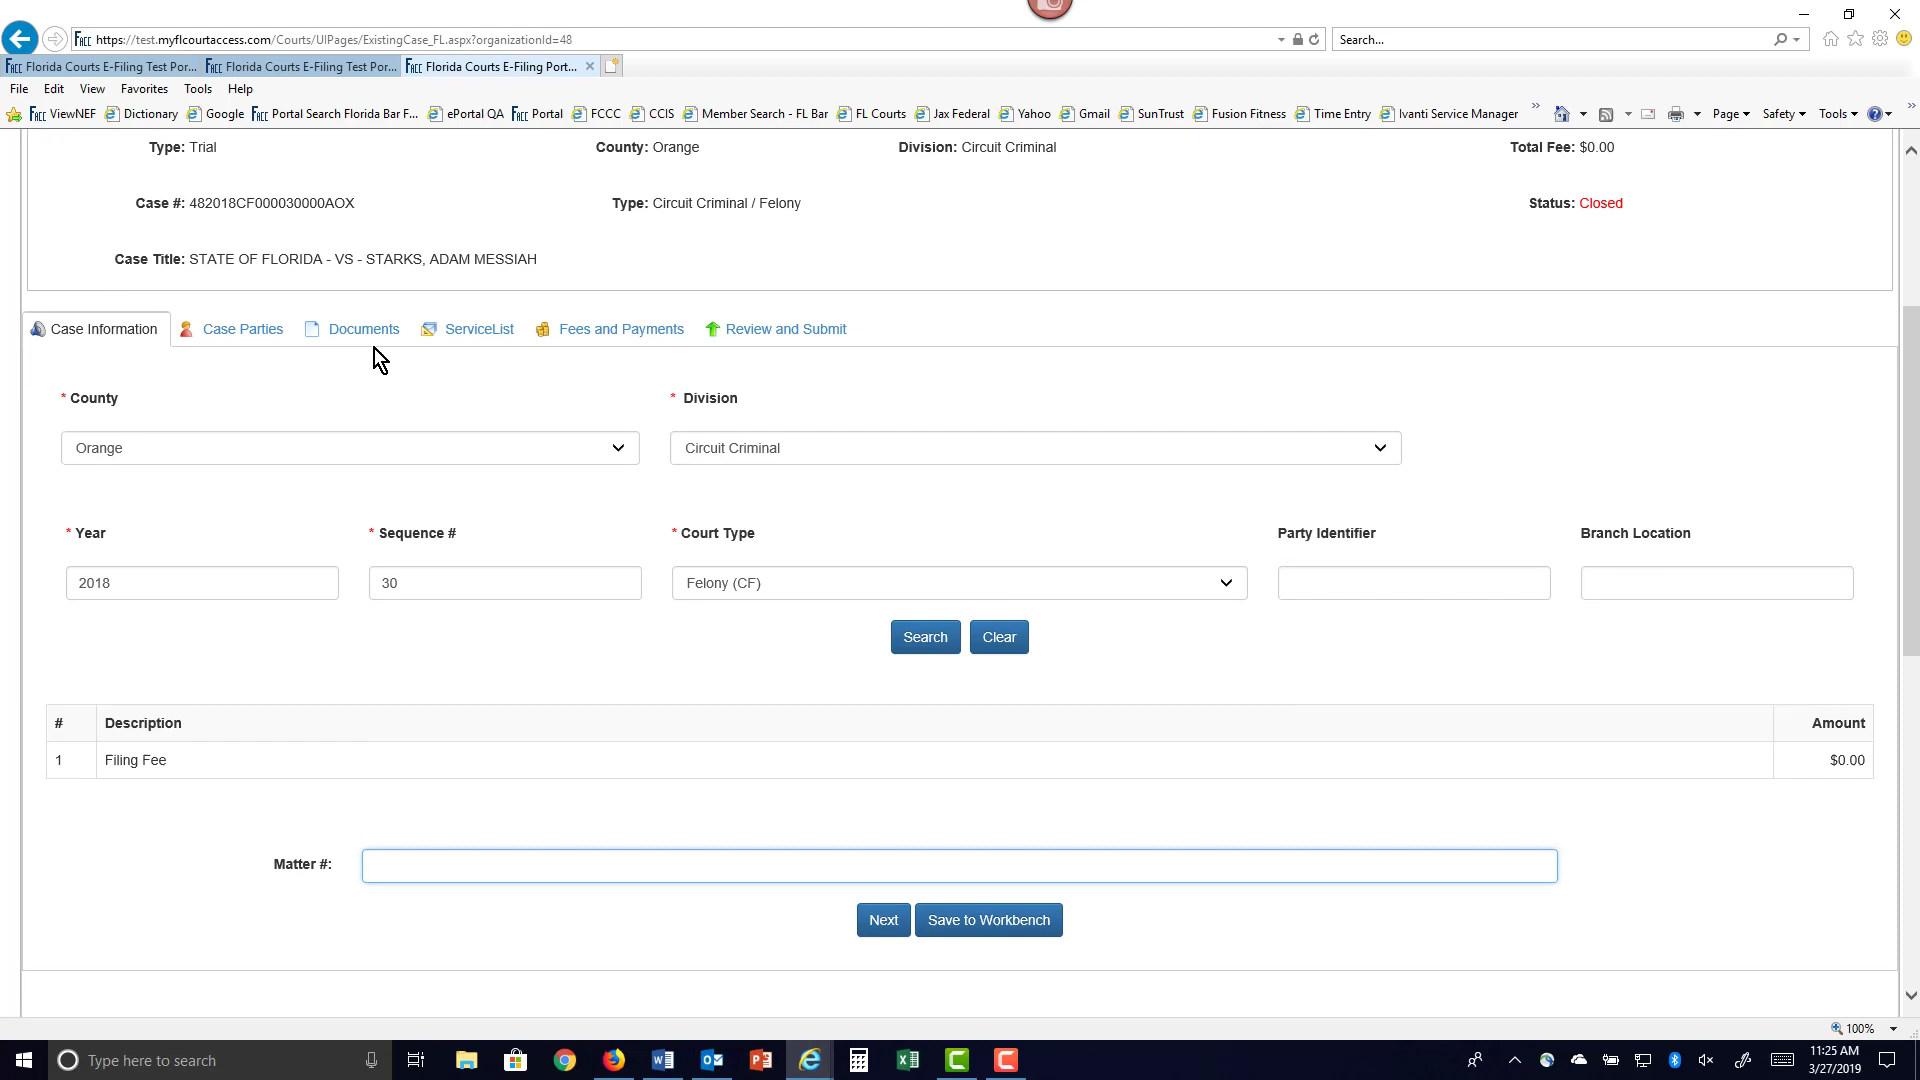 https://test.myflcourtaccess.com/Courts/UIPages/ExistingCase_FL.aspx?organizationId=48
Search...
Florida Courts E-Filing Test Por...
Florida Courts E-Filing Test Por...
Florida Courts E-Filing Port...
File Edit View Favorites Tools Help
ViewNEF Dictionary Google Portal Search Florida Bar F... ePortal QA Portal FCCC CCIS Member Search - FL Bar FL Courts Jax Federal Yahoo Gmail SunTrust Fusion Fitness Time Entry Ivanti Service Manager » Page Safety Tools »
Type: Trial County: Orange Division: Circuit Criminal Total Fee: $0.00
Case #: 482018CF000030000AOX Type: Circuit Criminal / Felony Status: Closed
Case Title: STATE OF FLORIDA - VS - STARKS, ADAM MESSIAH
Case Information Case Parties Documents ServiceList Fees and Payments Review and Submit
* County * Division
Orange Circuit Criminal
* Year * Sequence # * Court Type Party Identifier Branch Location
2018 30 Felony (CF)
Search Clear
# Description Amount
1 Filing Fee $0.00
Matter #:
Next Save to Workbench
100%
Type here to search
11:25 AM
3/27/2019